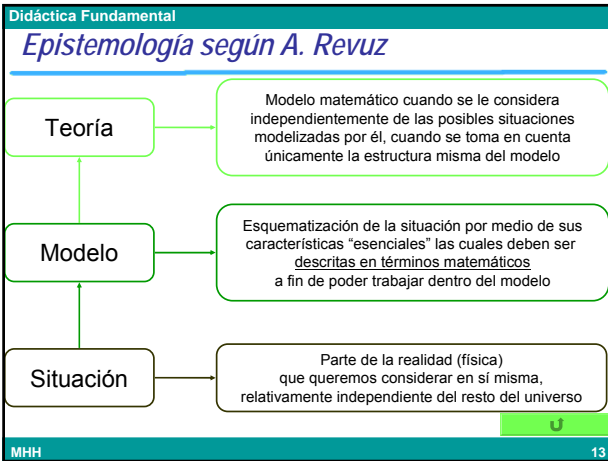 Didáctica Fundamental
Epistemología según A. Revuz
Teoría
Modelo matemático cuando se le considera
independientemente de las posibles situaciones
modelizadas por él, cuando se toma en cuenta
únicamente la estructura misma del modelo
Modelo
Esquematización de la situación por medio de sus
características “esenciales” las cuales deben ser
descritas en términos matemáticos
a fin de poder trabajar dentro del modelo
Situación
Parte de la realidad (física)
que queremos considerar en sí misma,
relativamente independiente del resto del universo
MHH
13